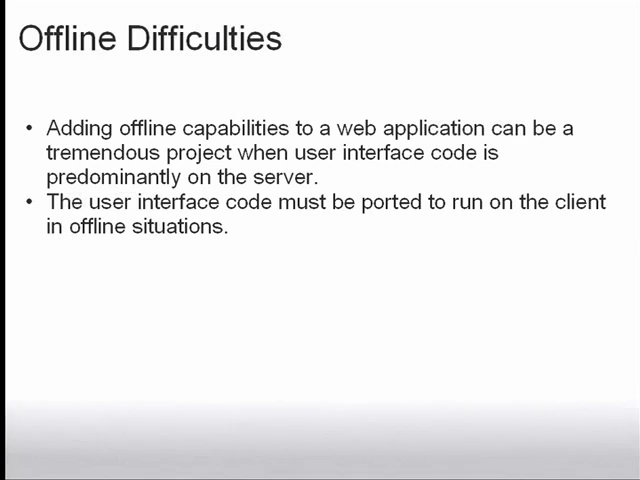 Offline Difficulties
• Adding offline capabilities to a web application can be a
tremendous project when user interface code is
predominantly on the server.
• The user interface code must be ported to run on the client
in offline situations.